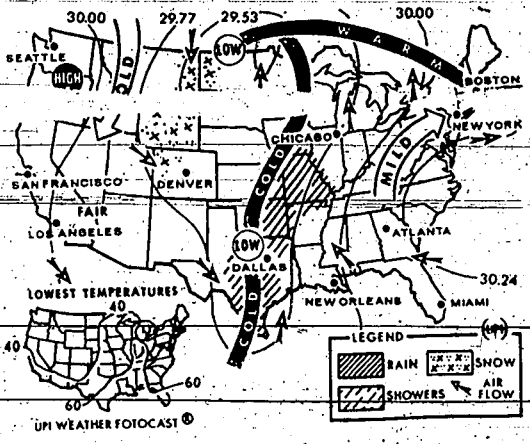 30.00 29.77 29.53 30.00
LOW
WARM
SEATTLE
HIGH
COLD
BOSTON
NEW YORK
CHICAGO
COLD
MILD
SAN FRANCISCO
DENVER
FAIR
LOS ANGELES
LOW
DALLAS
ATLANTA
30.24
COLD
NEW ORLEANS
MIAMI
LOWEST TEMPERATURES
40
40
60
60
UPI
LEGEND
RAIN SNOW
SHOWERS AIR FLOW
UPI WEATHER FOTOCAST ®